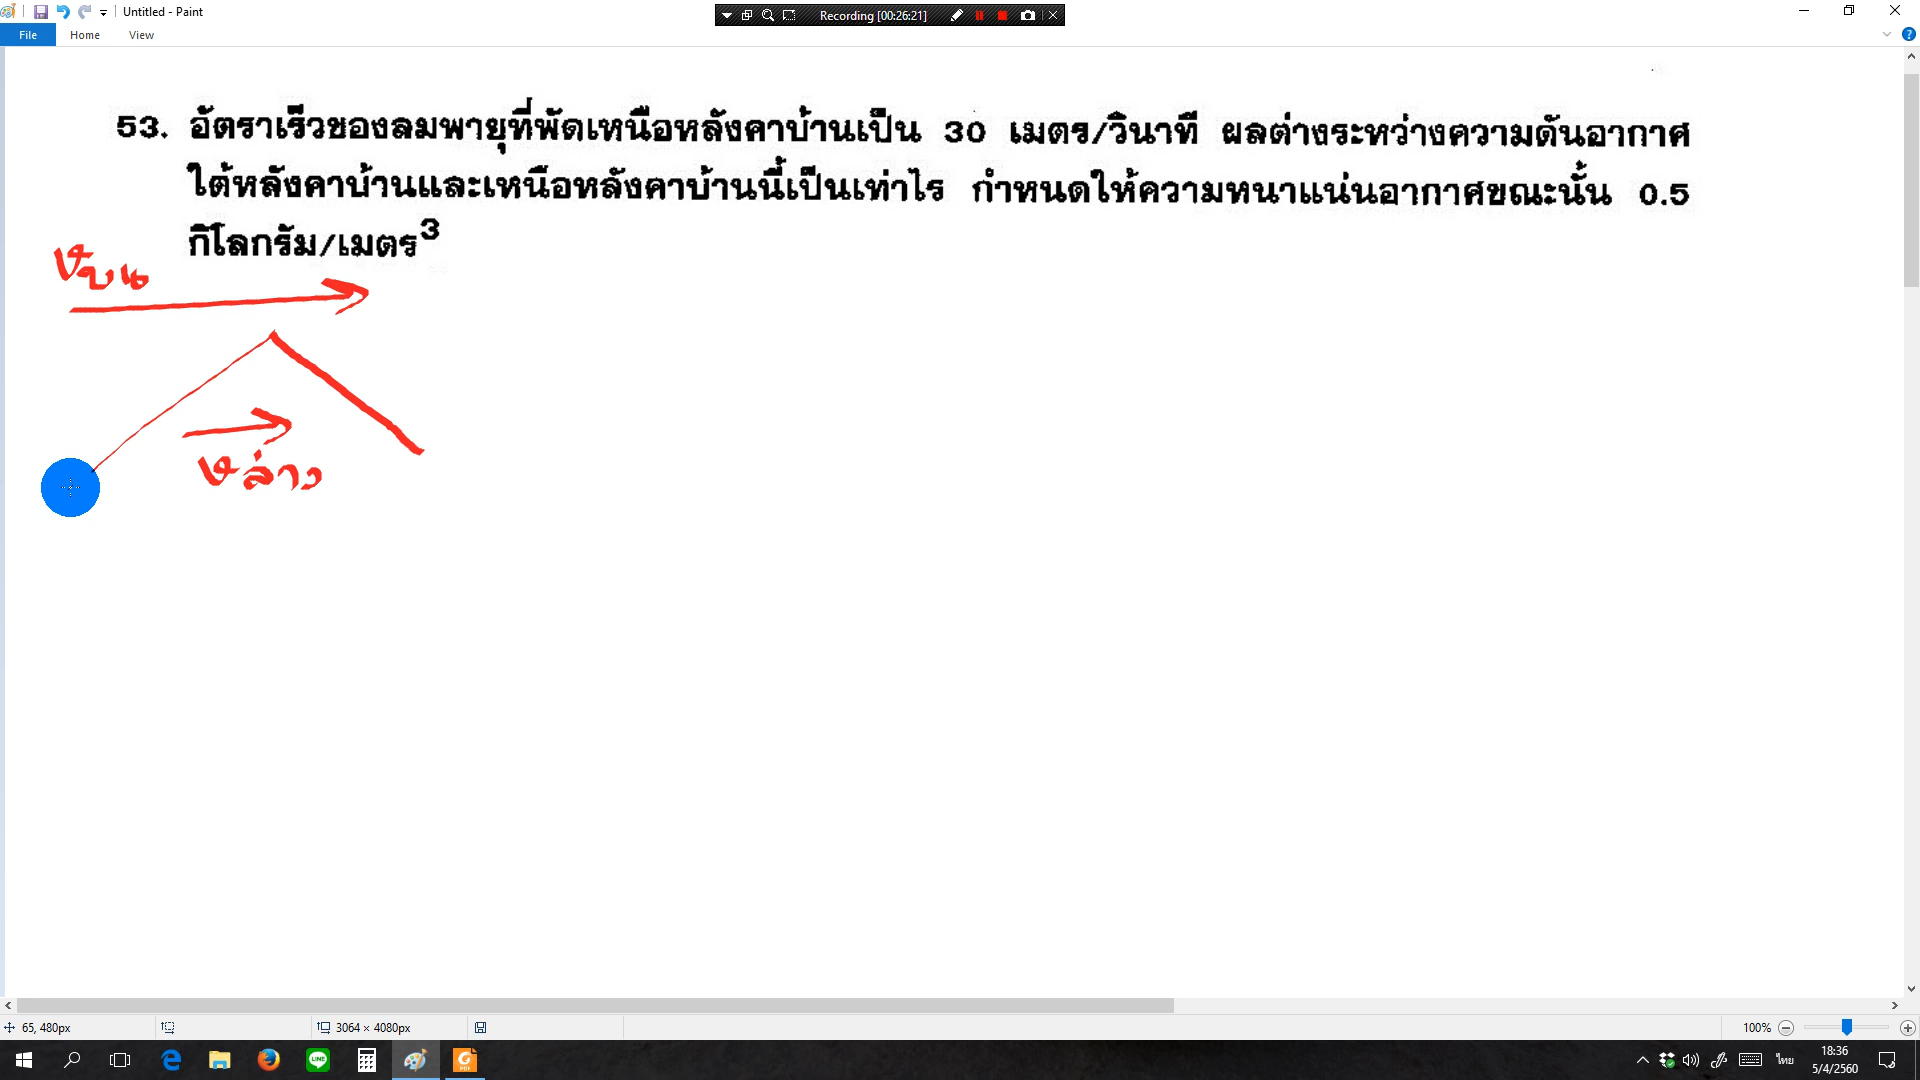 Untitled - Paint
Recording [00:26:21]
File Home View
53. อัตราเร็วของลมพายุที่พัดเหนือหลังคาบ้านเป็น 30 เมตร/วินาที ผลต่างระหว่างความดันอากาศ
ใต้หลังคาบ้านและเหนือหลังคาบ้านนี้เป็นเท่าไร กำหนดให้ความหนาแน่นอากาศขณะนั้น 0.5
กิโลกรัม/เมตร³
บน
ล่าง
65, 480px
3064 × 4080px
100%
LINE
ไทย
18:36
5/4/2560